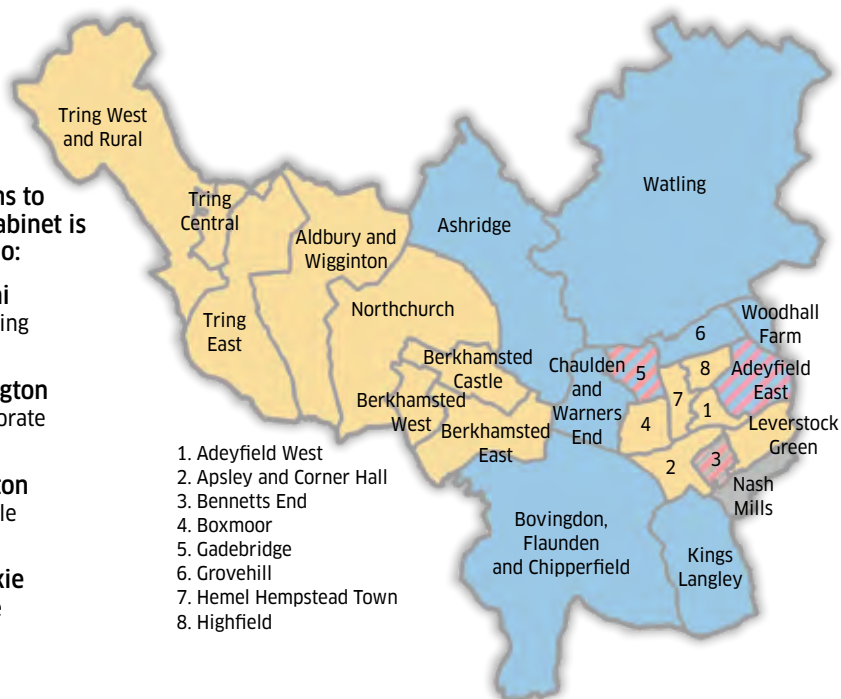 ns to
abinet is
o:
ni
ing
gton
orate
ton
le
kie
e
Tring West
and Rural
Tring
Central
Aldbury and
Wigginton
Tring
East
Northchurch
Ashridge
Watling
Berkhamsted
Castle
Berkhamsted
West
Berkhamsted
East
Chaulden
and
Warners
End
Woodhall
Farm
Adeyfield
East
Leverstock
Green
Nash
Mills
Bovingdon,
Flaunden
and Chipperfield
Kings
Langley
6
5
8
7
1
4
2
3
1. Adeyfield West
2. Apsley and Corner Hall
3. Bennetts End
4. Boxmoor
5. Gadebridge
6. Grovehill
7. Hemel Hempstead Town
8. Highfield